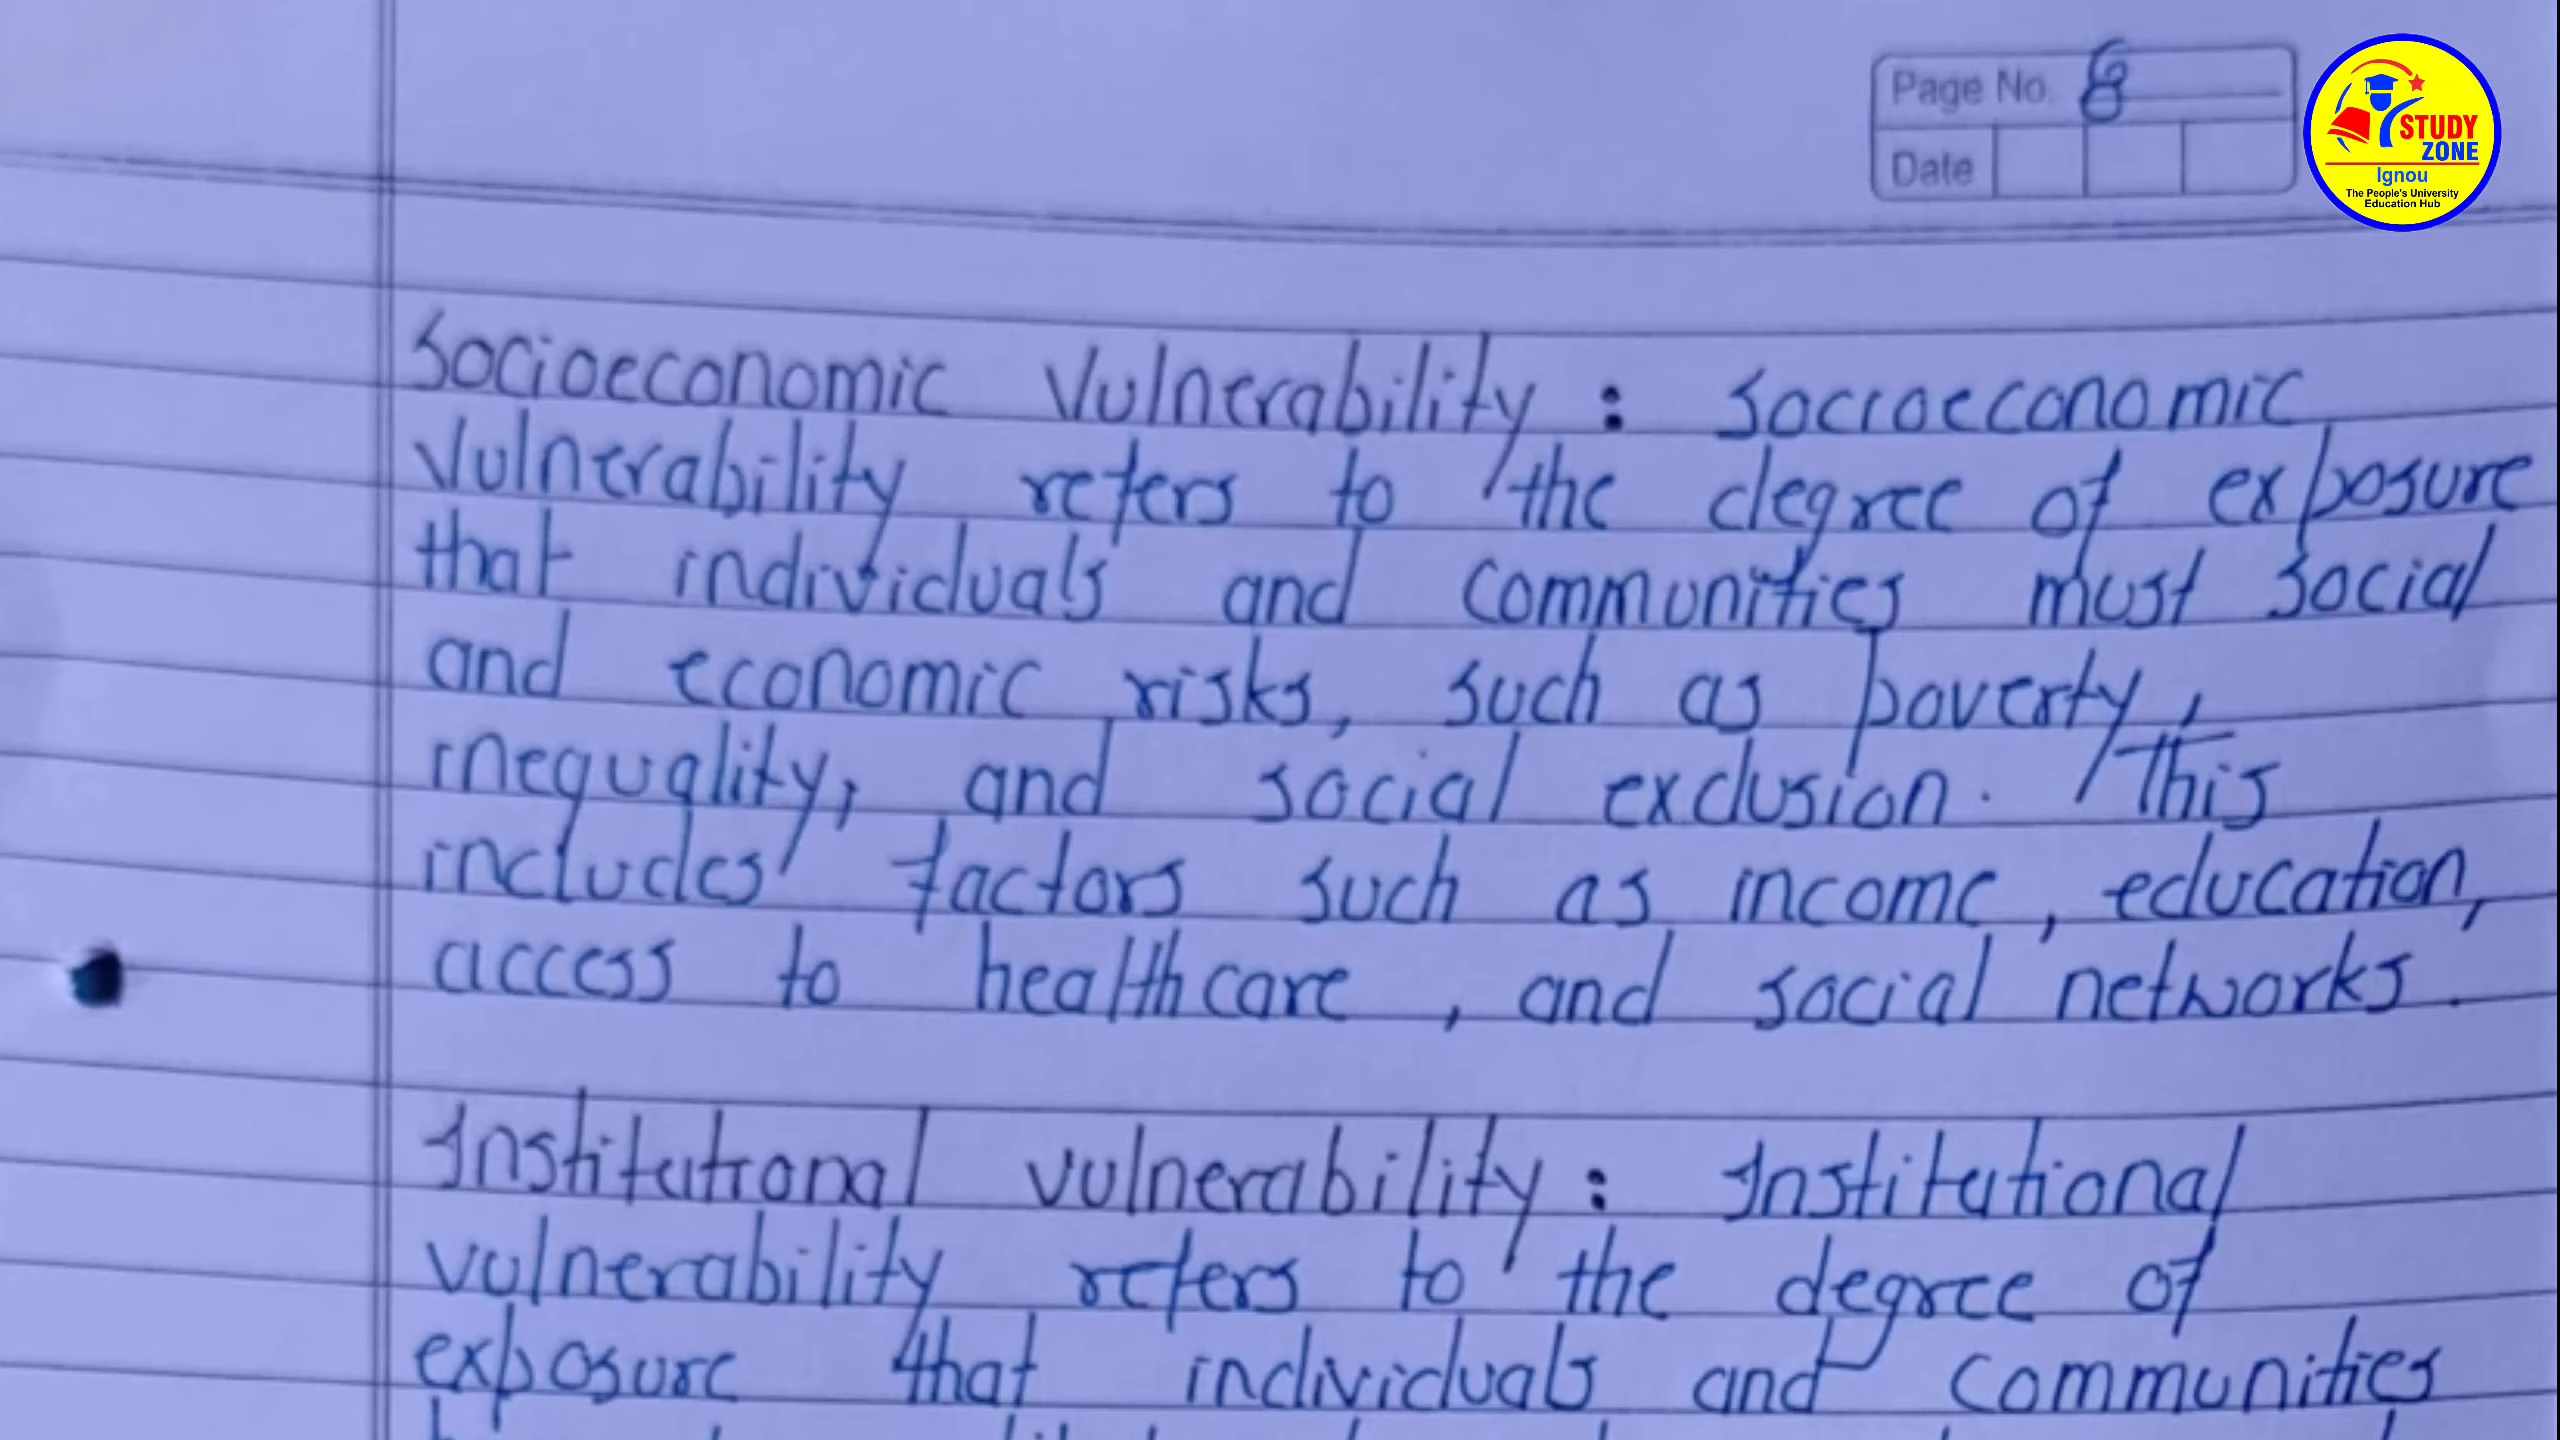 Page No. 8
Date
STUDY
ZONE
Ignou
The People's University
Education Hub
Socioeconomic Vulnerability : Socioeconomic
Vulnerability refers to the degree of exposure
that individuals and communities must social
and economic risks, such as poverty,
inequality, and social exclusion. This
includes factors such as income, education,
access to healthcare, and social networks.
Institutional vulnerability : Institutional
vulnerability refers to the degree of
exposure that individuals and communities